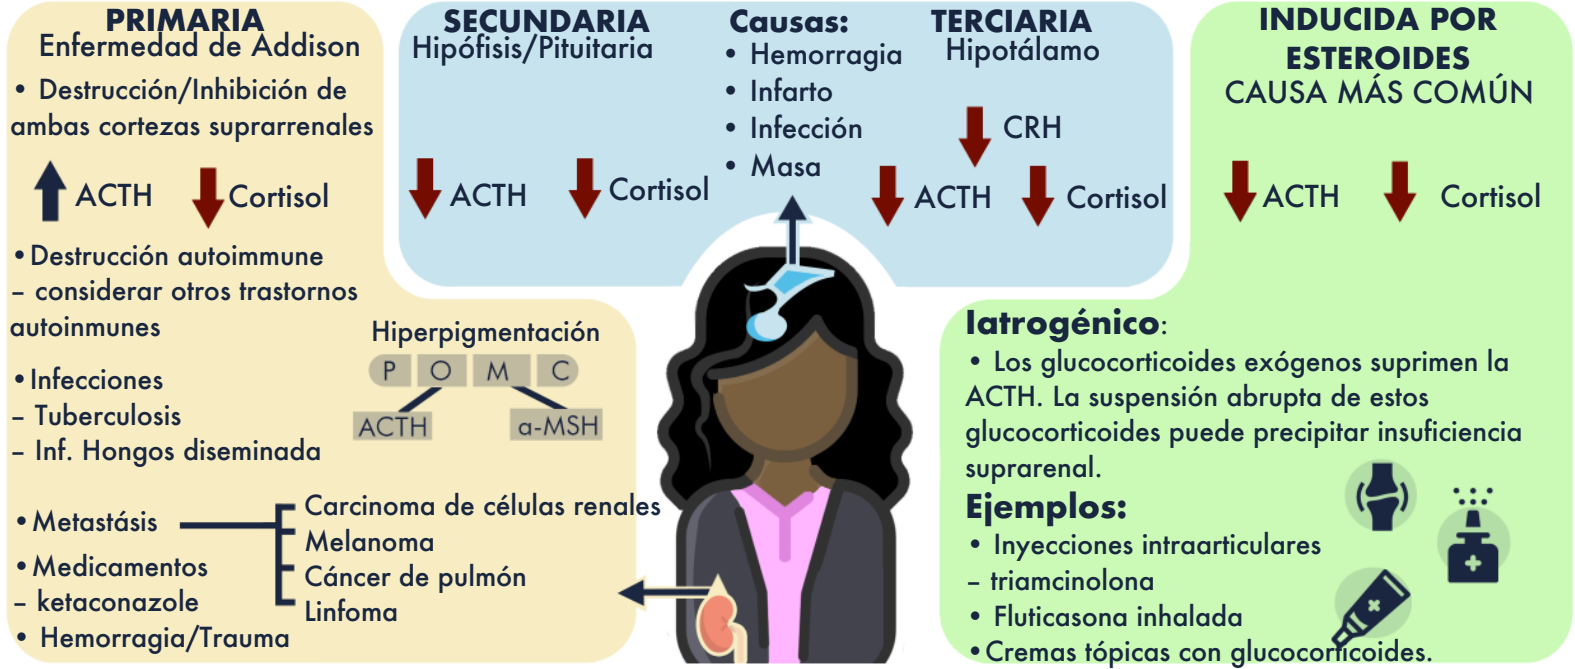 PRIMARIA
Enfermedad de Addison
• Destrucción/Inhibición de
ambas cortezas suprarrenales
ACTH
Cortisol
•Destrucción autoimmune
– considerar otros trastornos
autoinmunes
•Infecciones
– Tuberculosis
– Inf. Hongos diseminada
•Metastásis
Carcinoma de células renales
Melanoma
Cáncer de pulmón
Linfoma
•Medicamentos
– ketaconazole
• Hemorragia/Trauma
Hiperpigmentación
P O M C
ACTH
α-MSH
SECUNDARIA
Hipófisis/Pituitaria
ACTH
Cortisol
Causas:
• Hemorragia
• Infarto
• Infección
• Masa
TERCIARIA
Hipotálamo
CRH
ACTH
Cortisol
INDUCIDA POR
ESTEROIDES
CAUSA MÁS COMÚN
ACTH
Cortisol
Iatrogénico:
• Los glucocorticoides exógenos suprimen la
ACTH. La suspensión abrupta de estos
glucocorticoides puede precipitar insuficiencia
suprarenal.
Ejemplos:
• Inyecciones intraarticulares
– triamcinolona
• Fluticasona inhalada
•Cremas tópicas con glucocorticoides.